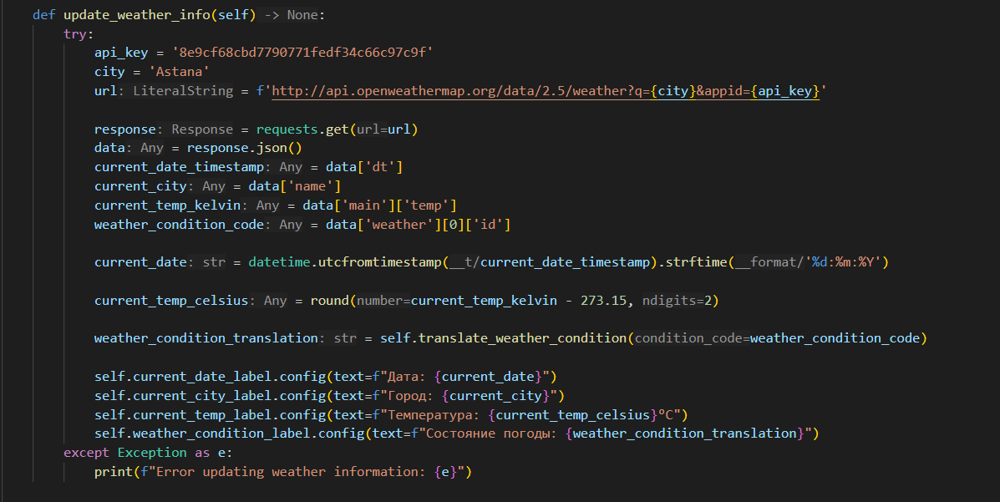 def update_weather_info(self) -> None:
try:
api_key = '8e9cf68cbd7790771fedf34c66c97c9f'
city = 'Astana'
url: LiteralString = f'http://api.openweathermap.org/data/2.5/weather?q={city}&appid={api_key}'
response: Response = requests.get(url=url)
data: Any = response.json()
current_date_timestamp: Any = data['dt']
current_city: Any = data['name']
current_temp_kelvin: Any = data['main']['temp']
weather_condition_code: Any = data['weather'][0]['id']
current_date: str = datetime.utcfromtimestamp(__t/current_date_timestamp).strftime(__format/'%d:%m:%Y')
current_temp_celsius: Any = round(number=current_temp_kelvin - 273.15, ndigits=2)
weather_condition_translation: str = self.translate_weather_condition(condition_code=weather_condition_code)
self.current_date_label.config(text=f"Дата: {current_date}")
self.current_city_label.config(text=f"Город: {current_city}")
self.current_temp_label.config(text=f"Температура: {current_temp_celsius}°C")
self.weather_condition_label.config(text=f"Состояние погоды: {weather_condition_translation}")
except Exception as e:
print(f"Error updating weather information: {e}")